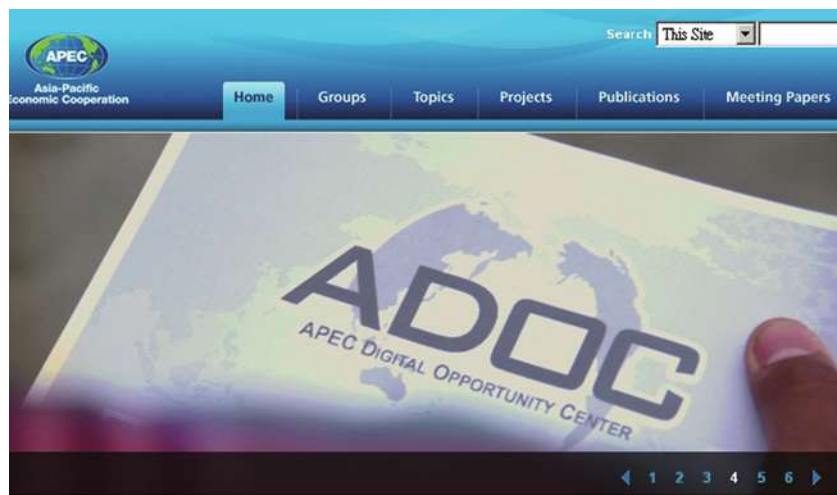 Search This Site
APEC
Asia-Pacific
Economic Cooperation
Home Groups Topics Projects Publications Meeting Papers
ADOC
APEC DIGITAL OPPORTUNITY CENTER
1 2 3 4 5 6